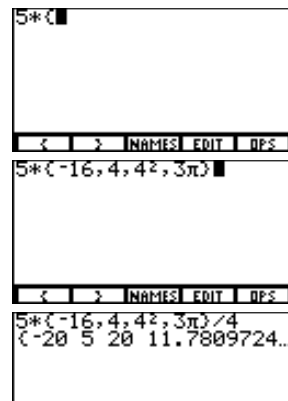 5*{
{ } NAMES EDIT OPS
5*{-16,4,4²,3π}
{ } NAMES EDIT OPS
5*{-16,4,4²,3π}/4
{-20 5 20 11.7809724…